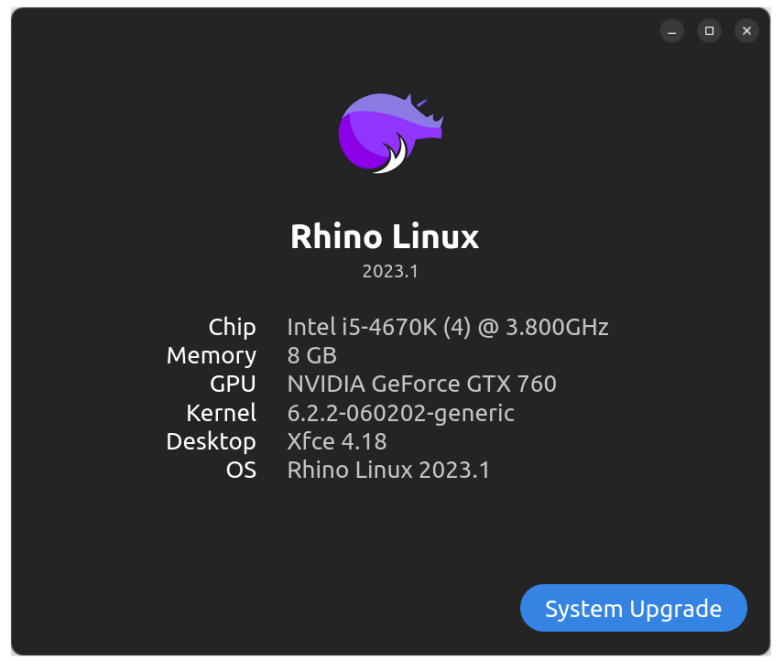 Rhino Linux
2023.1
Chip Intel i5-4670K (4) @ 3.800GHz
Memory 8 GB
GPU NVIDIA GeForce GTX 760
Kernel 6.2.2-060202-generic
Desktop Xfce 4.18
OS Rhino Linux 2023.1
System Upgrade